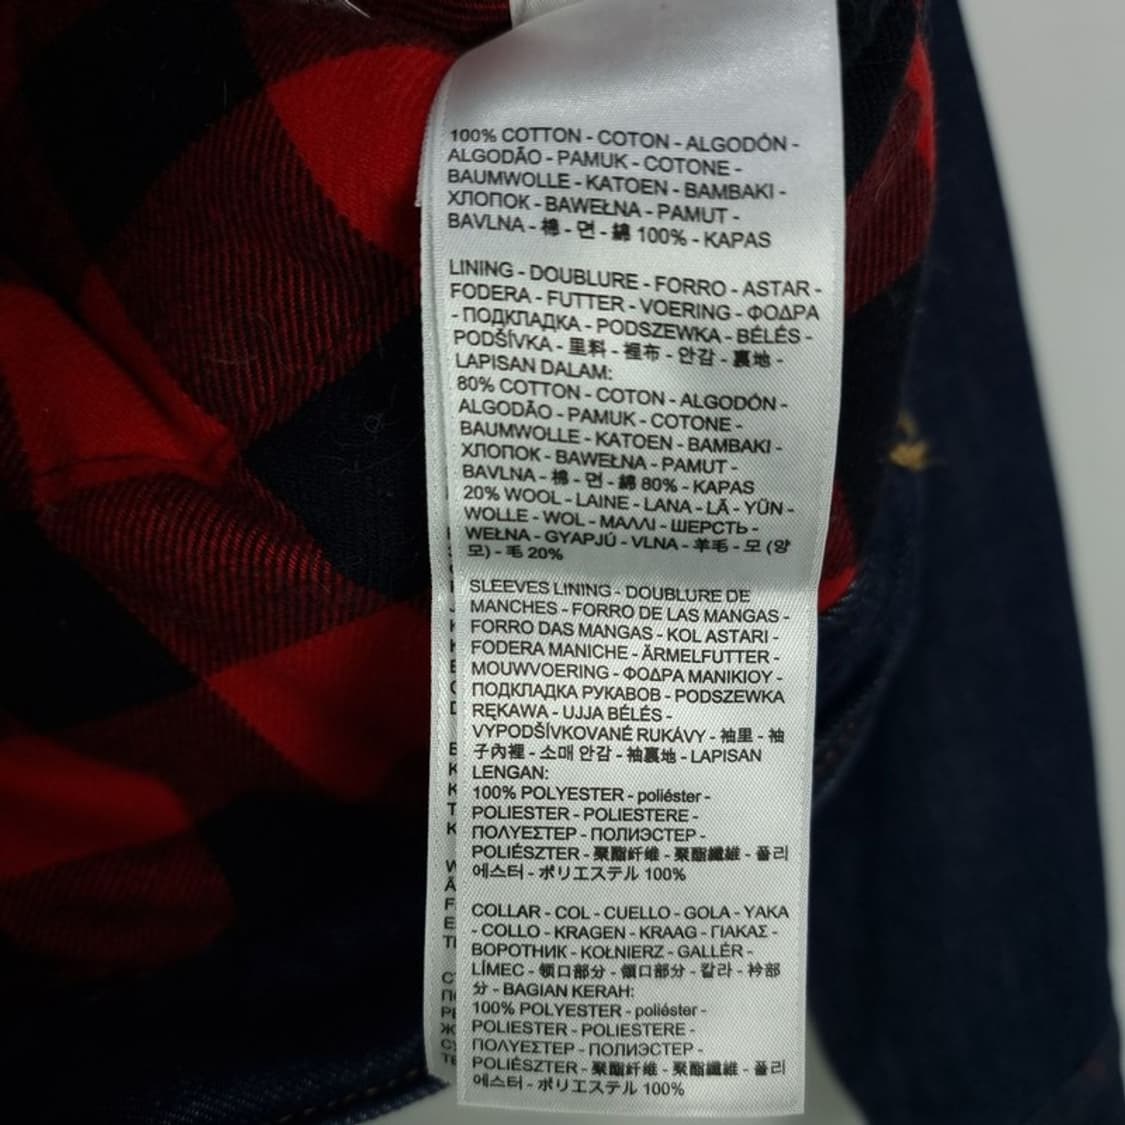 100% COTTON - COTON - ALGODÓN -
ALGODÃO - PAMUK - COTONE -
BAUMWOLLE - KATOEN - BAMBAKI -
ХЛОПОК - BAWEŁNA - PAMUT -
BAVLNA - 棉 - 면 - 綿 100% - KAPAS
LINING - DOUBLURE - FORRO - ASTAR -
FODERA - FUTTER - VOERING - ΦΟΔΡΑ
- ПОДКЛАДКА - PODSZEWKA - BÉLÉS -
PODŠÍVKA - 里料 - 裡布 - 안감 - 裏地 -
LAPISAN DALAM:
80% COTTON - COTON - ALGODÓN -
ALGODÃO - PAMUK - COTONE -
BAUMWOLLE - KATOEN - BAMBAKI -
ХЛОПОК - BAWEŁNA - PAMUT -
BAVLNA - 棉 - 면 - 綿 80% - KAPAS
20% WOOL - LAINE - LANA - LÃ - YÜN -
WOLLE - WOL - ΜΑΛΛΙ - ШЕРСТЬ -
WEŁNA - GYAPJÚ - VLNA - 羊毛 - 모 (양
모) - 毛 20%
SLEEVES LINING - DOUBLURE DE
MANCHES - FORRO DE LAS MANGAS -
FORRO DAS MANGAS - KOL ASTARI -
FODERA MANICHE - ÄRMELFUTTER -
MOUWVOERING - ΦΟΔΡΑ ΜΑΝΙΚΙΟΥ -
ПОДКЛАДКА РУКАВОВ - PODSZEWKA
RĘKAWA - UJJA BÉLÉS -
VYPODŠÍVKOVANÉ RUKÁVY - 袖里 - 袖
子內裡 - 소매 안감 - 袖裏地 - LAPISAN
LENGAN:
100% POLYESTER - poliéster -
POLIESTER - POLIESTERE -
ΠΟΛΥΕΣΤΕΡ - ПОЛИЭСТЕР -
POLIÉSZTER - 聚酯纤维 - 聚酯纖維 - 폴리
에스터 - ポリエステル 100%
COLLAR - COL - CUELLO - GOLA - YAKA
- COLLO - KRAGEN - KRAAG - ΓΙΑΚΑΣ -
ВОРОТНИК - KOŁNIERZ - GALLÉR -
LÍMEC - 领口部分 - 領口部分 - 칼라 - 衿部
分 - BAGIAN KERAH:
100% POLYESTER - poliéster -
POLIESTER - POLIESTERE -
ΠΟΛΥΕΣΤΕΡ - ПОЛИЭСТЕР -
POLIÉSZTER - 聚酯纤维 - 聚酯纖維 - 폴리
에스터 - ポリエステル 100%